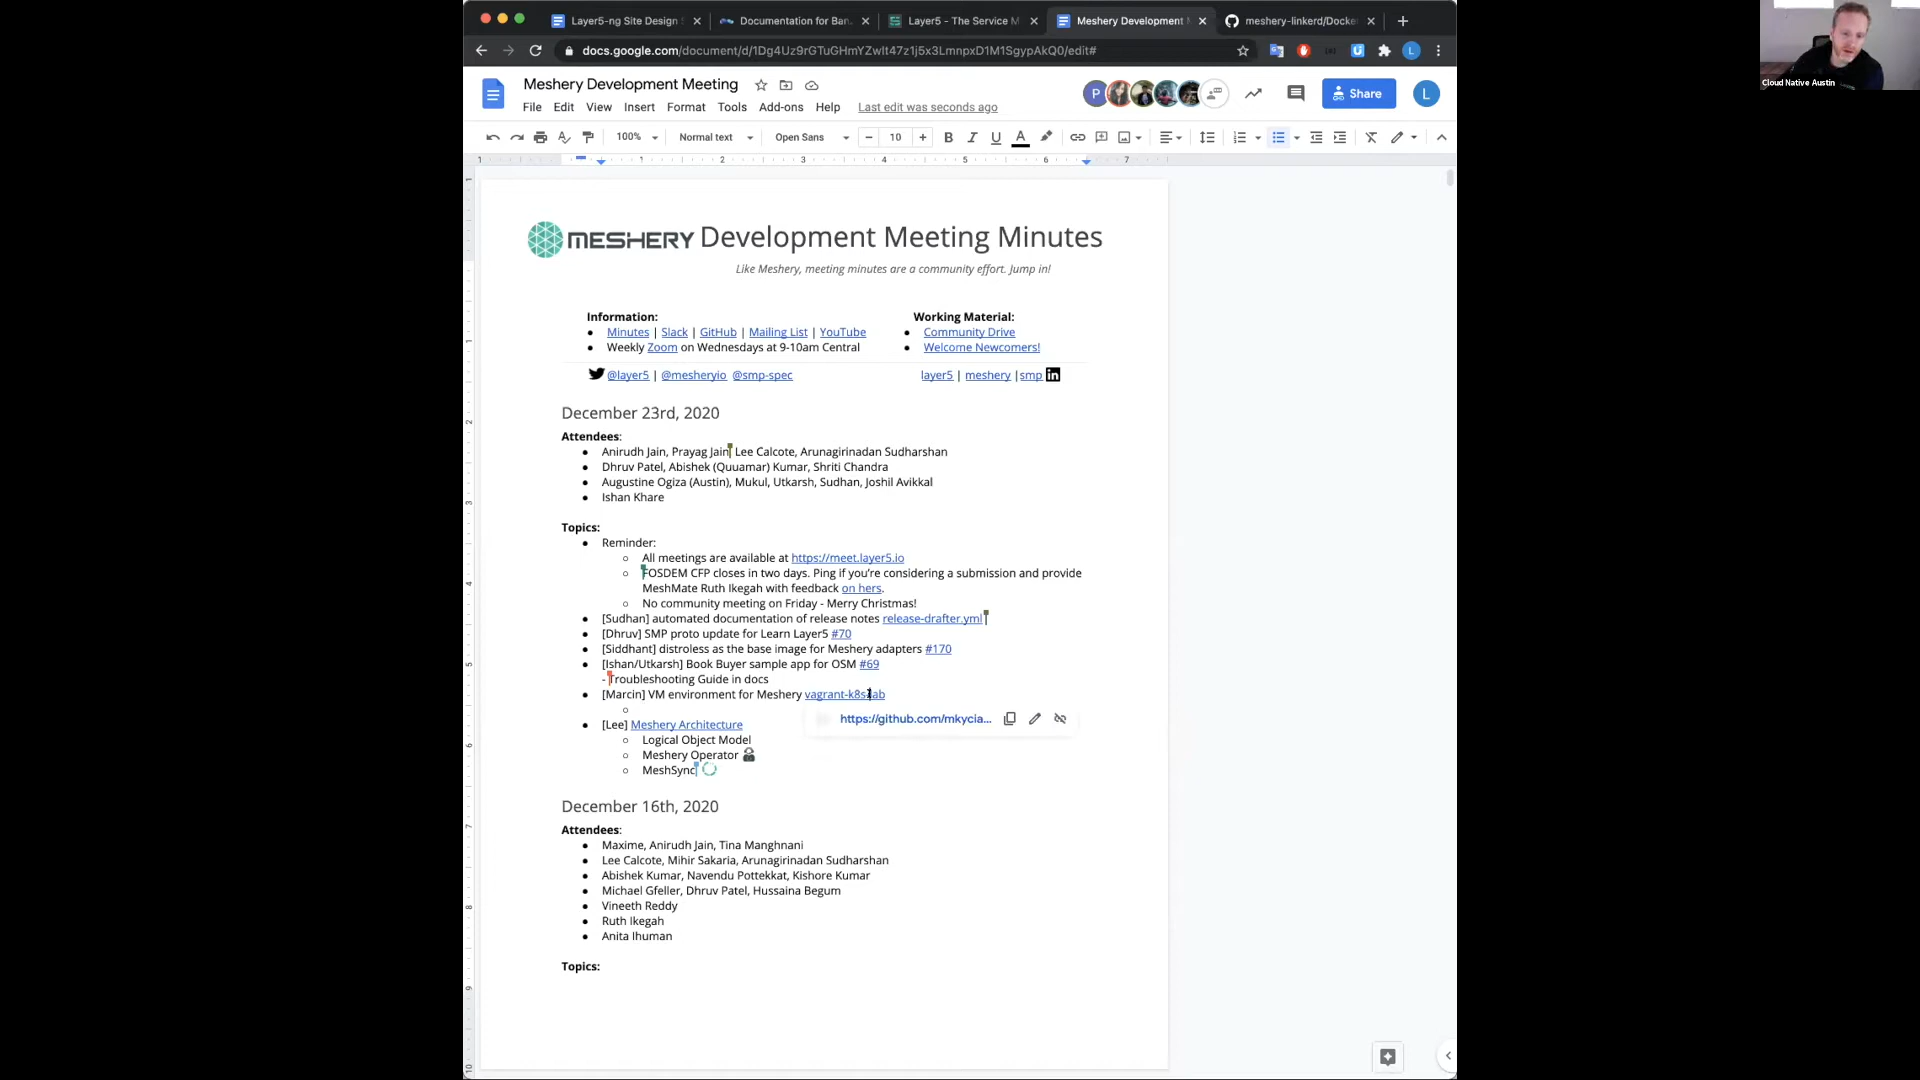 Layer5-ng Site Design
Documentation for Ban
Layer5 - The Service M
Meshery Development M
meshery-linkerd/Docke
docs.google.com/document/d/1Dg4Uz9rGTuGHmYZwlt47z1j5x3LmnpxD1M1SgypAkQ0/edit#
Meshery Development Meeting
File Edit View Insert Format Tools Add-ons Help Last edit was seconds ago
P
Share
L
100% Normal text Open Sans 10 B I U A
MESHERY Development Meeting Minutes
Like Meshery, meeting minutes are a community effort. Jump in!
Information:
● Minutes | Slack | GitHub | Mailing List | YouTube
● Weekly Zoom on Wednesdays at 9-10am Central
Working Material:
● Community Drive
● Welcome Newcomers!
@layer5 | @mesheryio @smp-spec
layer5 | meshery |smp in
December 23rd, 2020
Attendees:
● Anirudh Jain, Prayag Jain, Lee Calcote, Arunagirinadan Sudharshan
● Dhruv Patel, Abishek (Quuamar) Kumar, Shriti Chandra
● Augustine Ogiza (Austin), Mukul, Utkarsh, Sudhan, Joshil Avikkal
● Ishan Khare
Topics:
● Reminder:
○ All meetings are available at https://meet.layer5.io
○ FOSDEM CFP closes in two days. Ping if you're considering a submission and provide
MeshMate Ruth Ikegah with feedback on hers.
○ No community meeting on Friday - Merry Christmas!
● [Sudhan] automated documentation of release notes release-drafter.yml
● [Dhruv] SMP proto update for Learn Layer5 #70
● [Siddhant] distroless as the base image for Meshery adapters #170
● [Ishan/Utkarsh] Book Buyer sample app for OSM #69
- Troubleshooting Guide in docs
● [Marcin] VM environment for Meshery vagrant-k8s-lab
○
https://github.com/mkycia...
● [Lee] Meshery Architecture
○ Logical Object Model
○ Meshery Operator
○ MeshSync
December 16th, 2020
Attendees:
● Maxime, Anirudh Jain, Tina Manghnani
● Lee Calcote, Mihir Sakaria, Arunagirinadan Sudharshan
● Abishek Kumar, Navendu Pottekkat, Kishore Kumar
● Michael Gfeller, Dhruv Patel, Hussaina Begum
● Vineeth Reddy
● Ruth Ikegah
● Anita Ihuman
Topics:
Cloud Native Austin